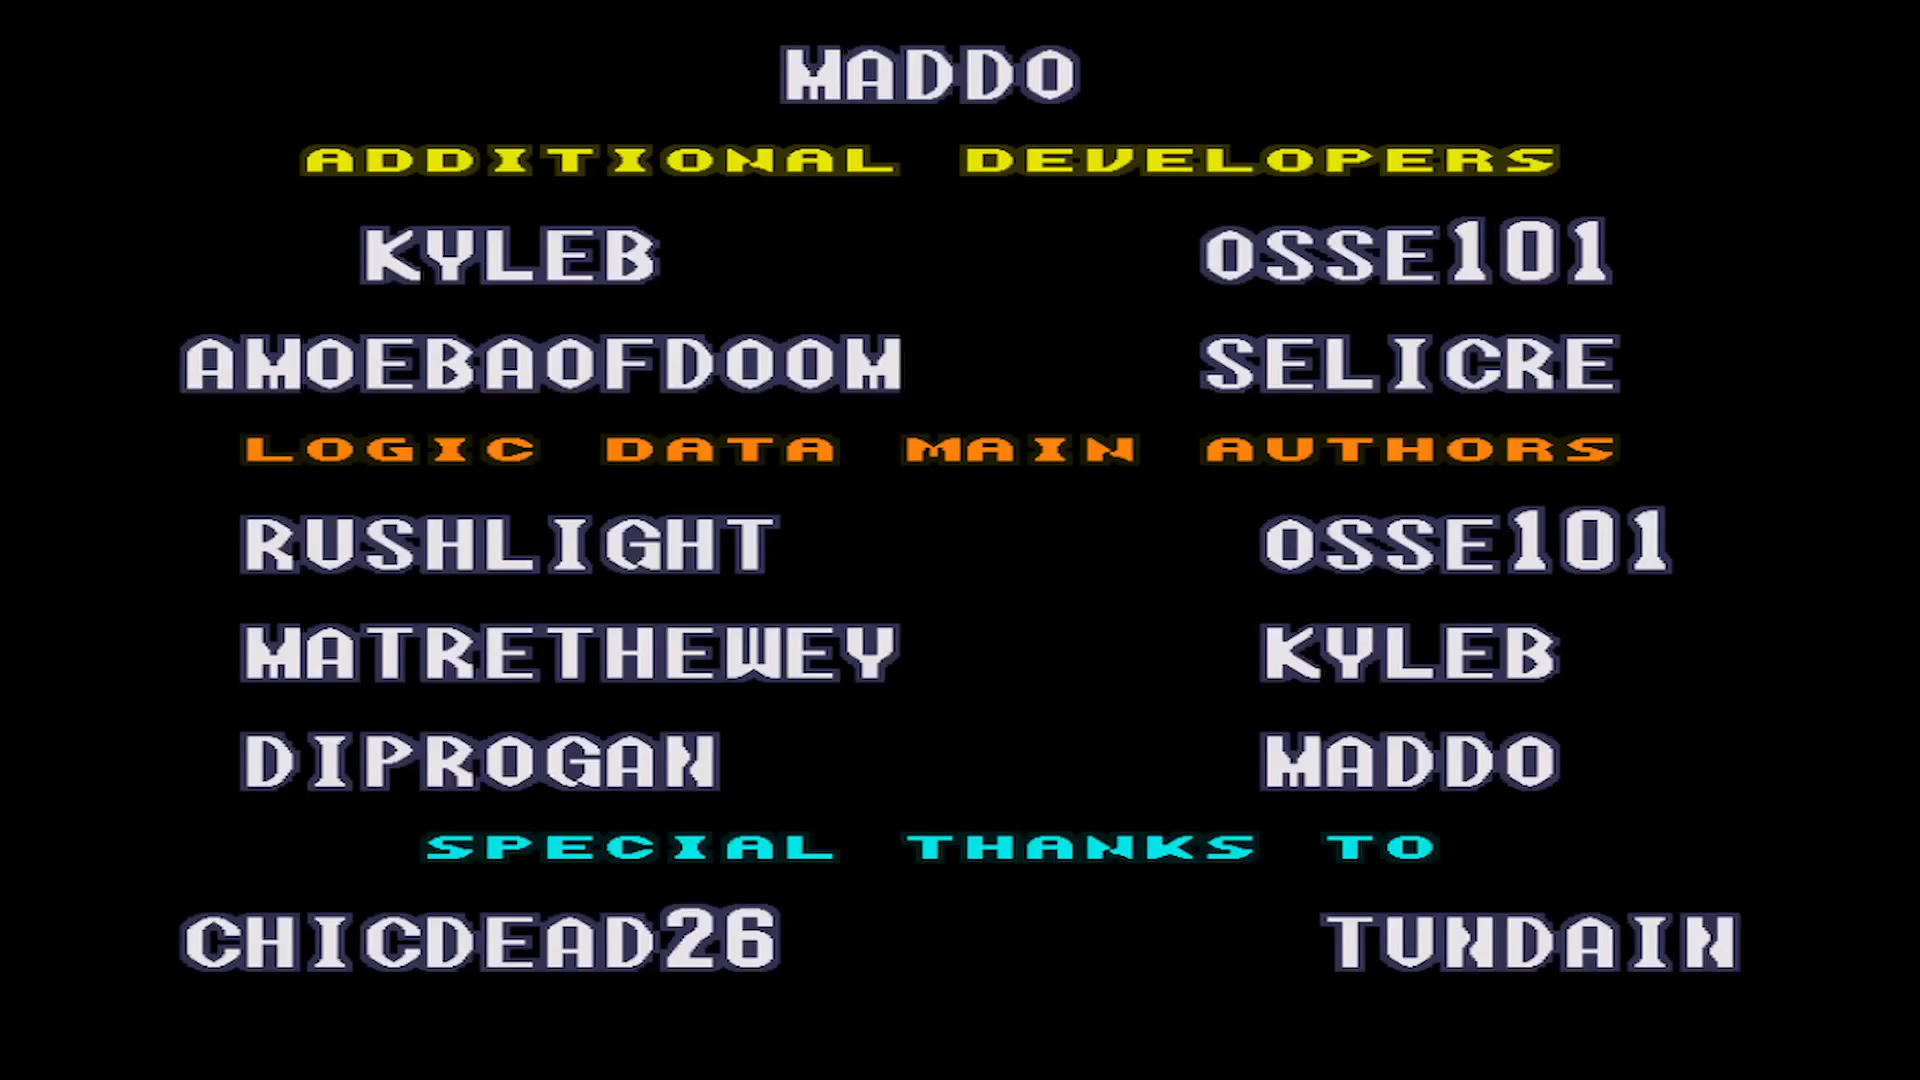 MADDO
ADDITIONAL DEVELOPERS
KYLEB OSSE101
AMOEBAOFDOOM SELICRE
LOGIC DATA MAIN AUTHORS
RUSHLIGHT OSSE101
MATRETHEWEY KYLEB
DIPROGAN MADDO
SPECIAL THANKS TO
CHICDEAD26 TUNDAIN